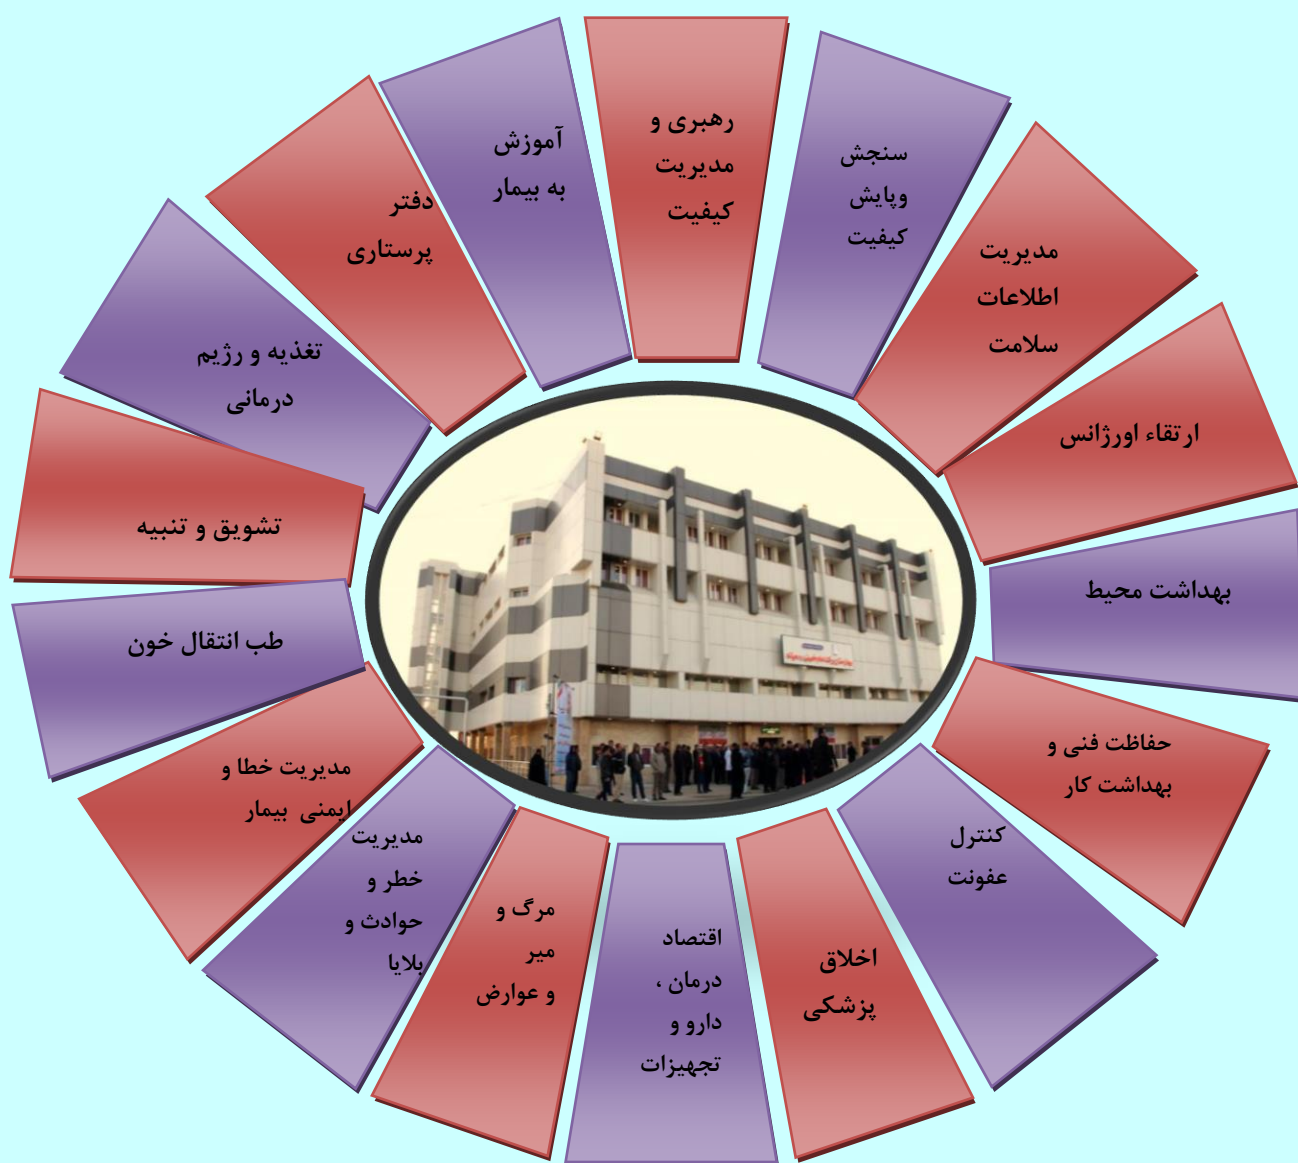 رهبری و
مدیریت
کیفیت
سنجش
وپایش
کیفیت
مدیریت
اطلاعات
سلامت
ارتقاء اورژانس
بهداشت محیط
حفاظت فنی و
بهداشت کار
کنترل
عفونت
اخلاق
پزشکی
اقتصاد
درمان ،
دارو و
تجهیزات
مرگ و
میر
و عوارض
مدیریت
خطر و
حوادث و
بلایا
مدیریت خطا و
ایمنی بیمار
طب انتقال خون
تشویق و تنبیه
تغذیه و رژیم
درمانی
دفتر
پرستاری
آموزش
به بیمار